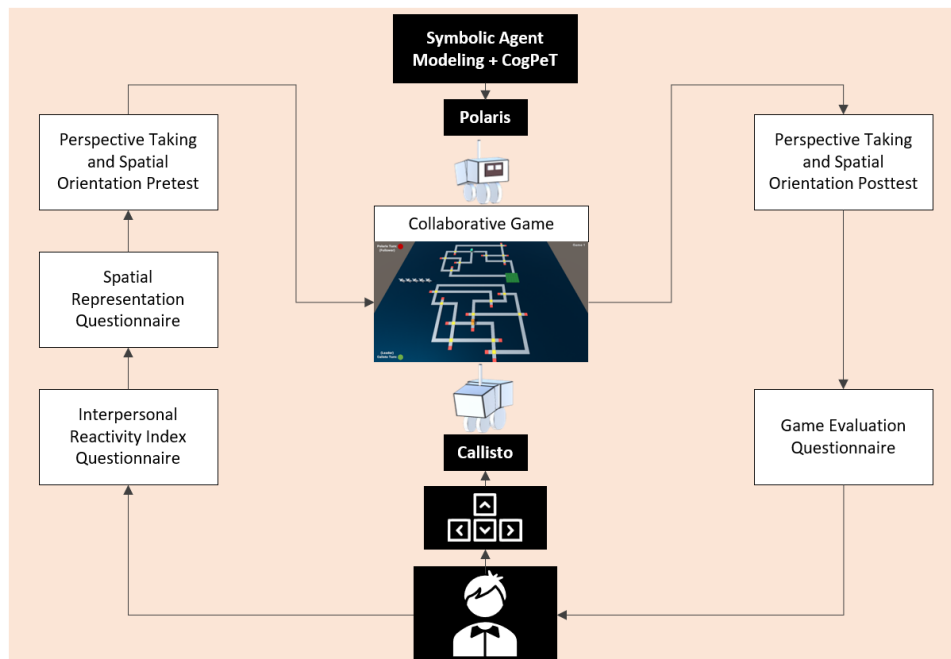 Symbolic Agent
Modeling + CogPeT
Polaris
Perspective Taking
and Spatial
Orientation Pretest
Spatial
Representation
Questionnaire
Interpersonal
Reactivity Index
Questionnaire
Collaborative Game
Callisto
Perspective Taking
and Spatial
Orientation Posttest
Game Evaluation
Questionnaire